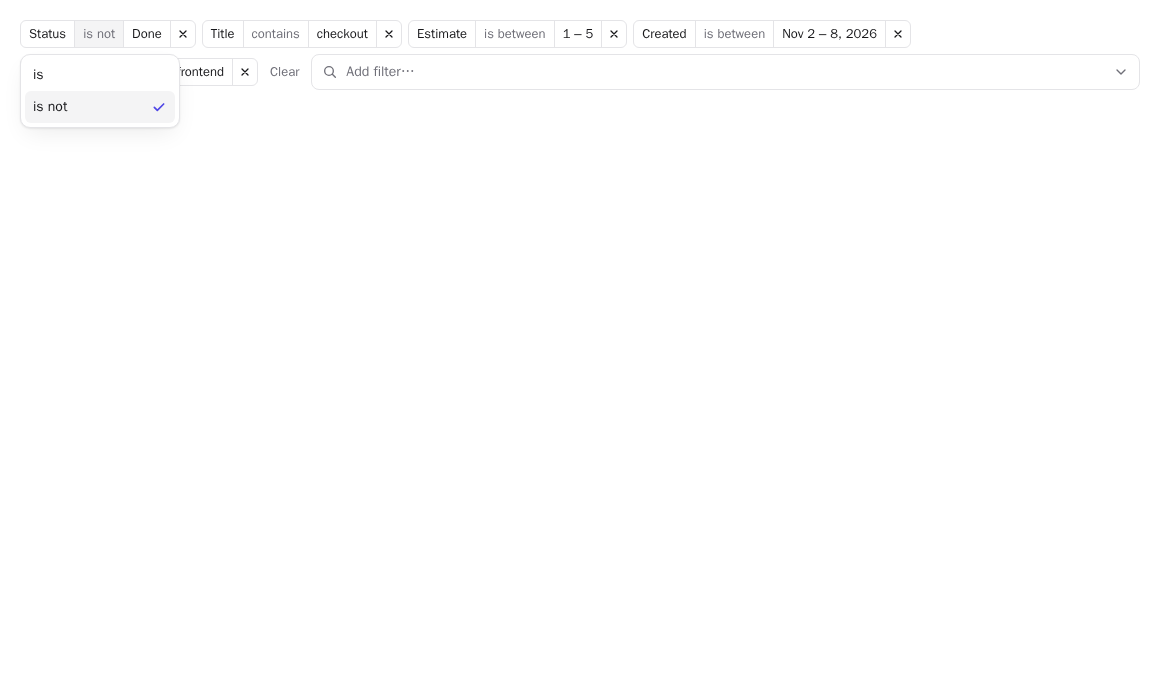 Status is not Done Title contains checkout Estimate is between 1 – 5 Created is between Nov 2 – 8, 2026
Clear Add filter···
is
is not